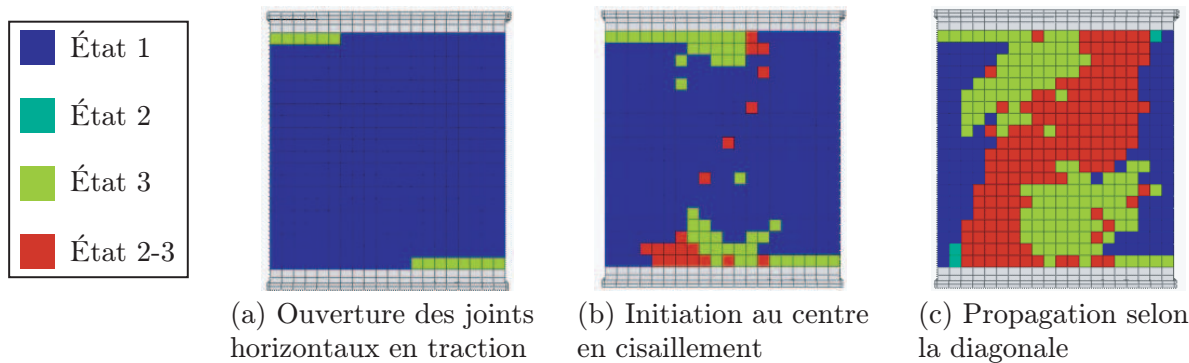 État 1
État 2
État 3
État 2-3
(a) Ouverture des joints
horizontaux en traction
(b) Initiation au centre
en cisaillement
(c) Propagation selon
la diagonale